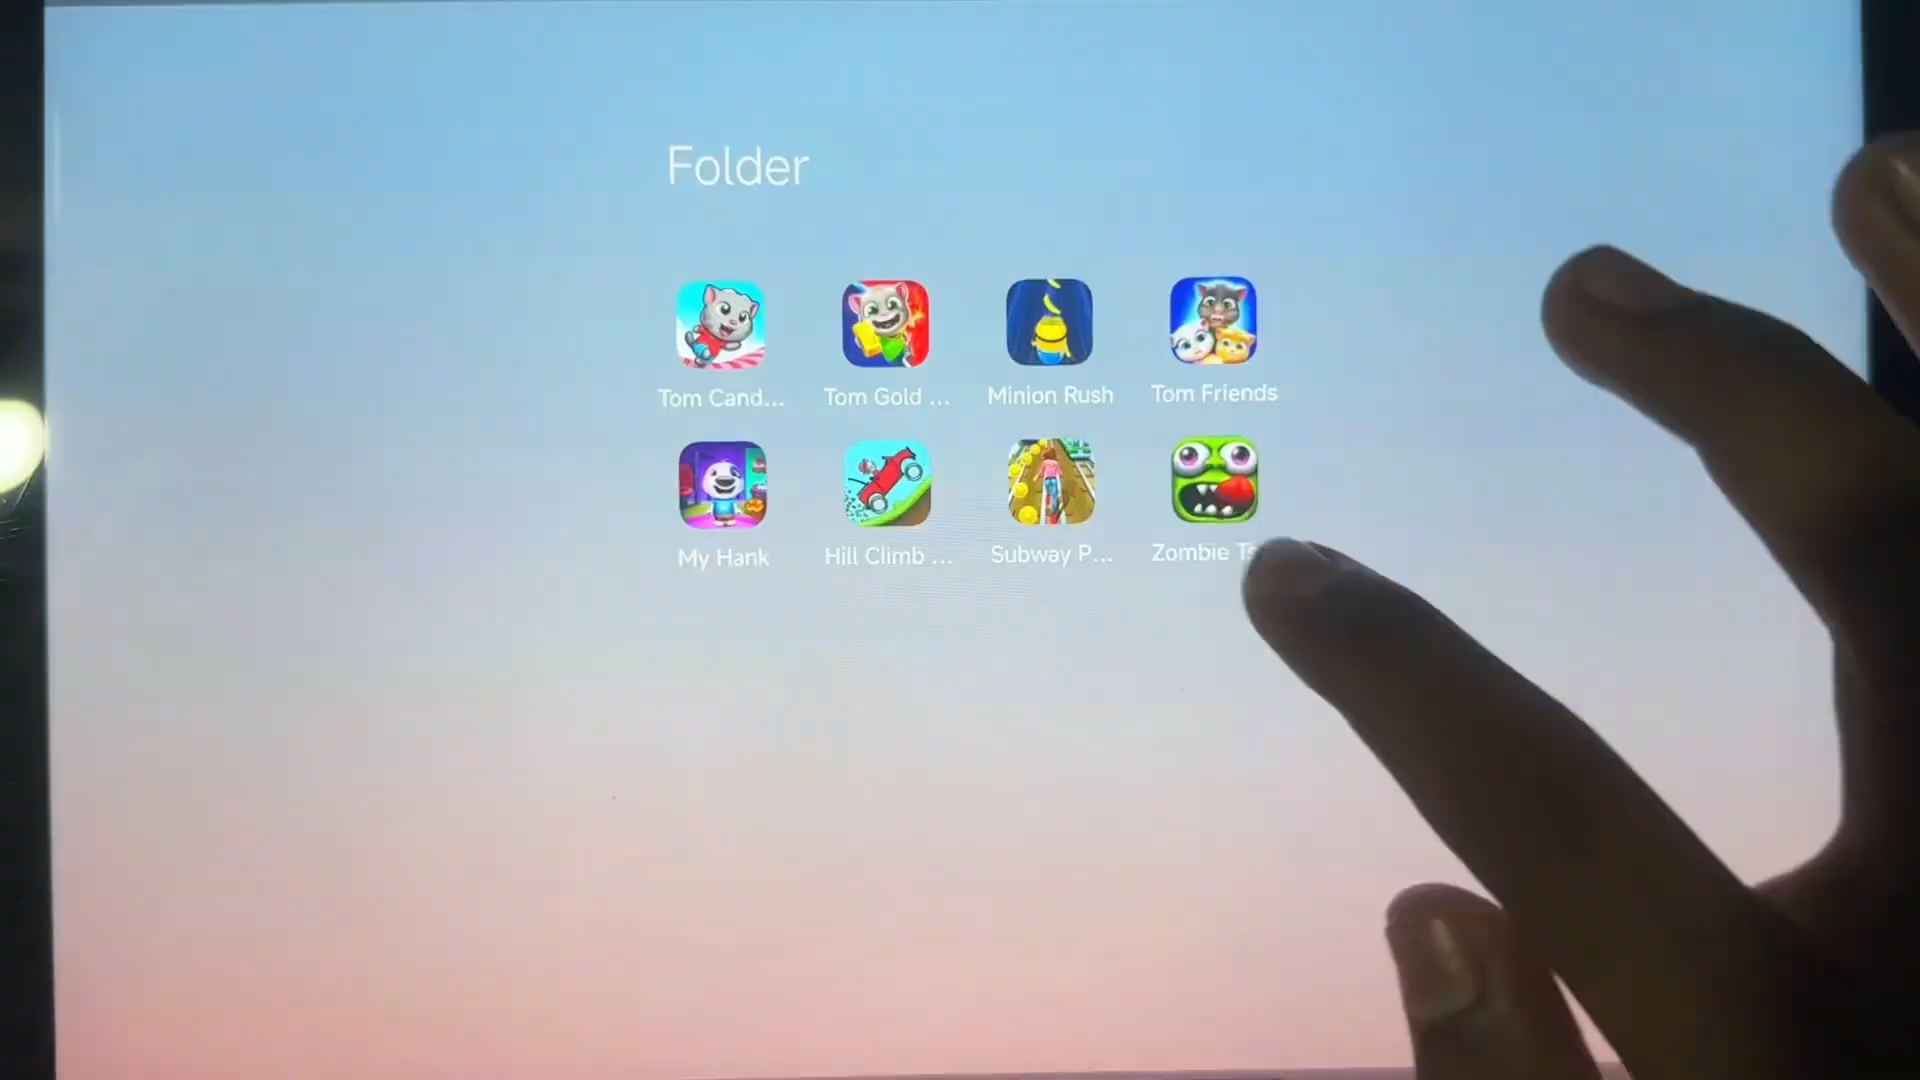 Folder
Tom Cand... Tom Gold ... Minion Rush Tom Friends
My Hank Hill Climb ... Subway P... Zombie